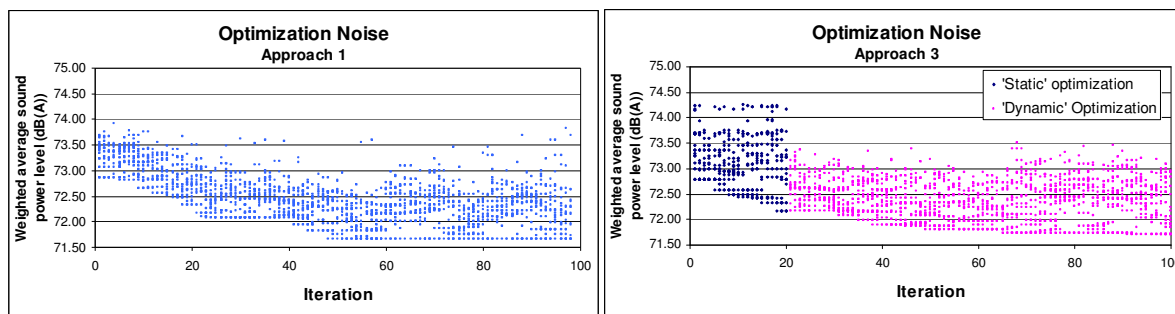 Optimization Noise
Approach 1
Weighted average sound
power level (dB(A))
75.00
74.50
74.00
73.50
73.00
72.50
72.00
71.50
0 20 40 60 80 100
Iteration
Optimization Noise
Approach 3
Weighted average sound
power level (dB(A))
75.00
74.50
74.00
73.50
73.00
72.50
72.00
71.50
'Static' optimization
'Dynamic' Optimization
0 20 40 60 80 100
Iteration